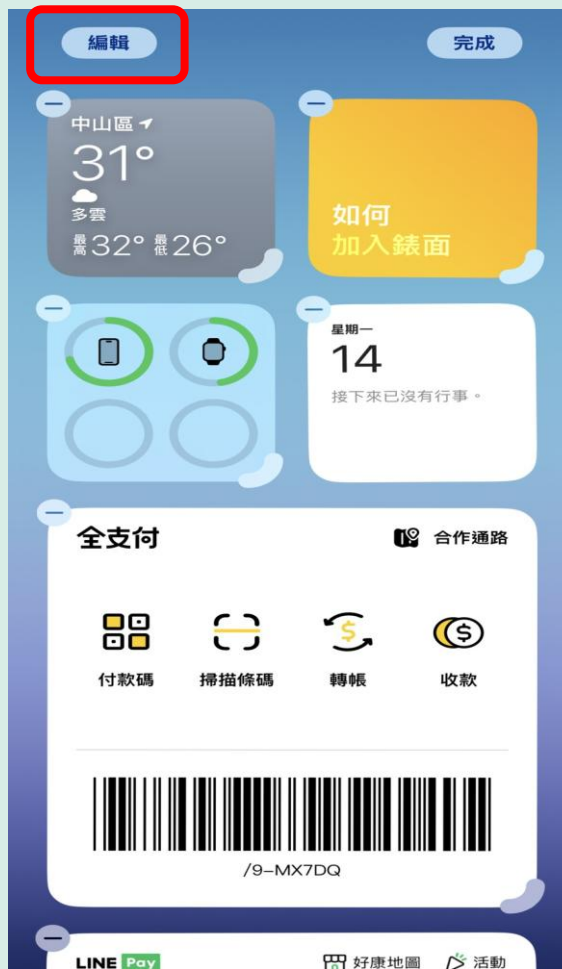 編輯
完成
中山區
31°
多雲
最高32° 最低26°
如何
加入錶面
星期一
14
接下來已沒有行事。
全支付
合作通路
付款碼 掃描條碼 轉帳 收款
/9-MX7DQ
LINE Pay
好康地圖 活動